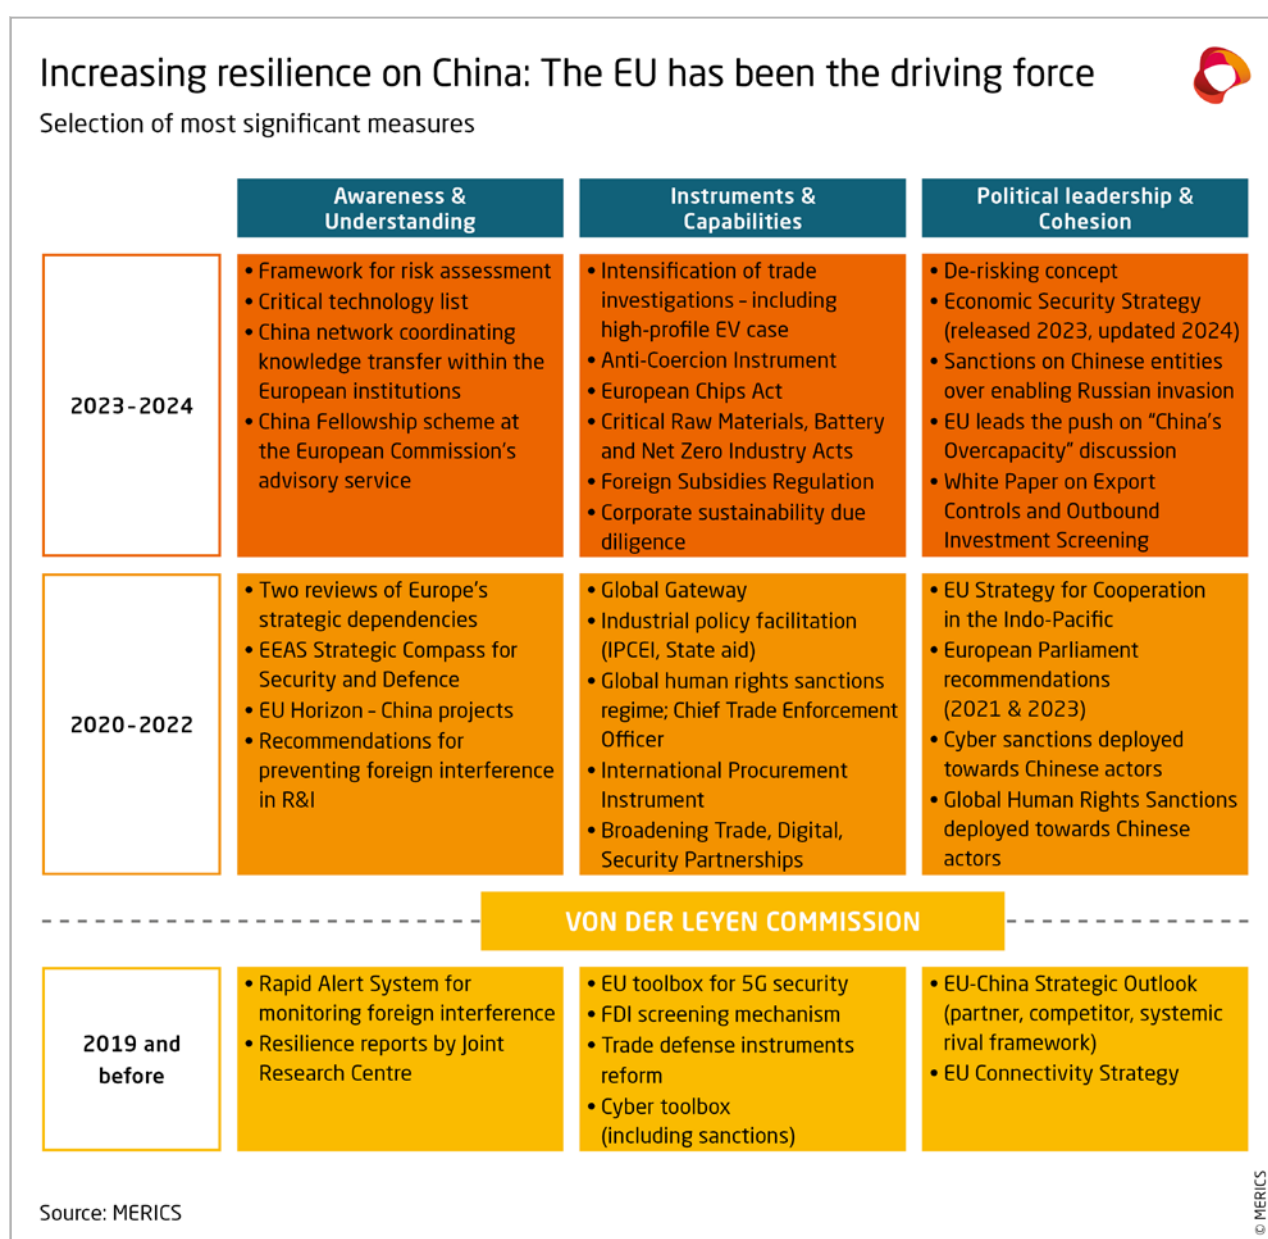 Increasing resilience on China: The EU has been the driving force
Selection of most significant measures
Awareness &
Understanding
Instruments &
Capabilities
Political leadership &
Cohesion
2023–2024
• Framework for risk assessment
• Critical technology list
• China network coordinating
knowledge transfer within the
European institutions
• China Fellowship scheme at
the European Commission's
advisory service
• Intensification of trade
investigations – including
high-profile EV case
• Anti-Coercion Instrument
• European Chips Act
• Critical Raw Materials, Battery
and Net Zero Industry Acts
• Foreign Subsidies Regulation
• Corporate sustainability due
diligence
• De-risking concept
• Economic Security Strategy
(released 2023, updated 2024)
• Sanctions on Chinese entities
over enabling Russian invasion
• EU leads the push on “China's
Overcapacity” discussion
• White Paper on Export
Controls and Outbound
Investment Screening
2020–2022
• Two reviews of Europe's
strategic dependencies
• EEAS Strategic Compass for
Security and Defence
• EU Horizon – China projects
• Recommendations for
preventing foreign interference
in R&I
• Global Gateway
• Industrial policy facilitation
(IPCEI, State aid)
• Global human rights sanctions
regime; Chief Trade Enforcement
Officer
• International Procurement
Instrument
• Broadening Trade, Digital,
Security Partnerships
• EU Strategy for Cooperation
in the Indo-Pacific
• European Parliament
recommendations
(2021 & 2023)
• Cyber sanctions deployed
towards Chinese actors
• Global Human Rights Sanctions
deployed towards Chinese
actors
VON DER LEYEN COMMISSION
2019 and
before
• Rapid Alert System for
monitoring foreign interference
• Resilience reports by Joint
Research Centre
• EU toolbox for 5G security
• FDI screening mechanism
• Trade defense instruments
reform
• Cyber toolbox
(including sanctions)
• EU-China Strategic Outlook
(partner, competitor, systemic
rival framework)
• EU Connectivity Strategy
Source: MERICS
© MERICS